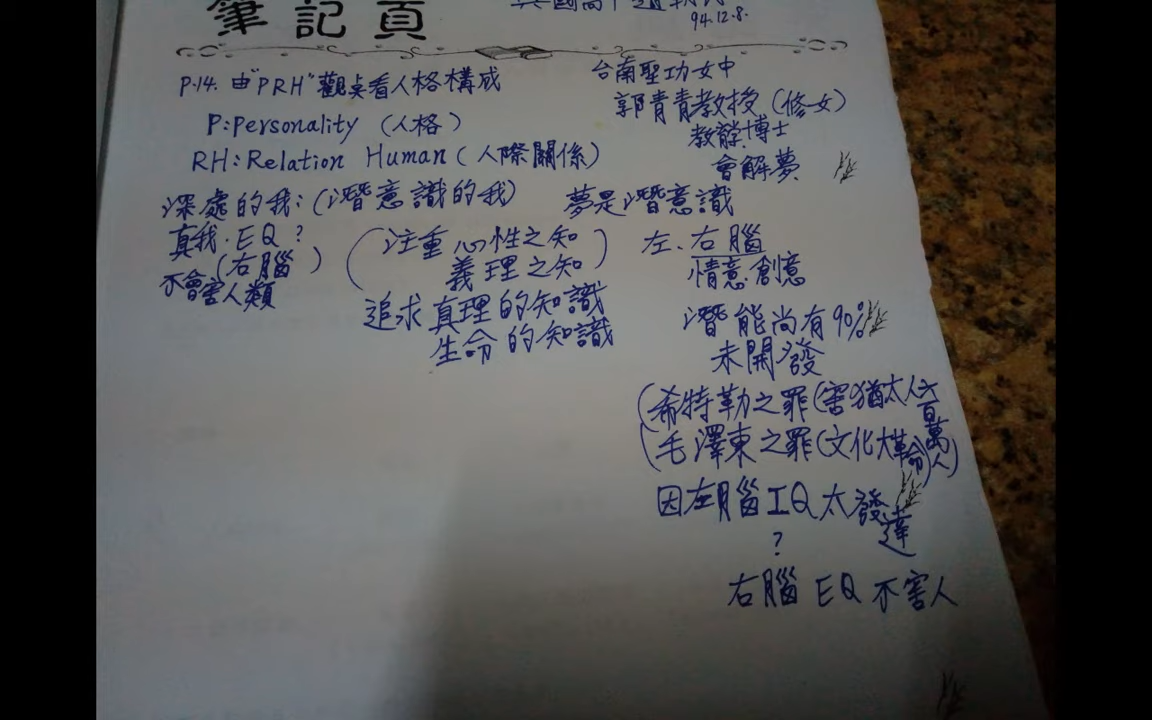 筆記頁
94.12.8.
P.14. 由"PRH"觀点看人格構成
P:Personality (人格)
RH:Relation Human (人際關係)
深處的我:(潛意識的我)
真我.EQ?
(右腦)
不會害人類
(注重心性之知
義理之知)
追求真理的知識
生命的知識
台南聖功女中
郭青青教授(修女)
教育博士
會解夢
夢是潛意識
左.右腦
情意.創意
潛能尚有90%
未開發
(希特勒之罪(害猶太人六百萬人)
(毛澤東之罪(文化大革命)
因左腦IQ太發達
?
右腦 EQ 不害人